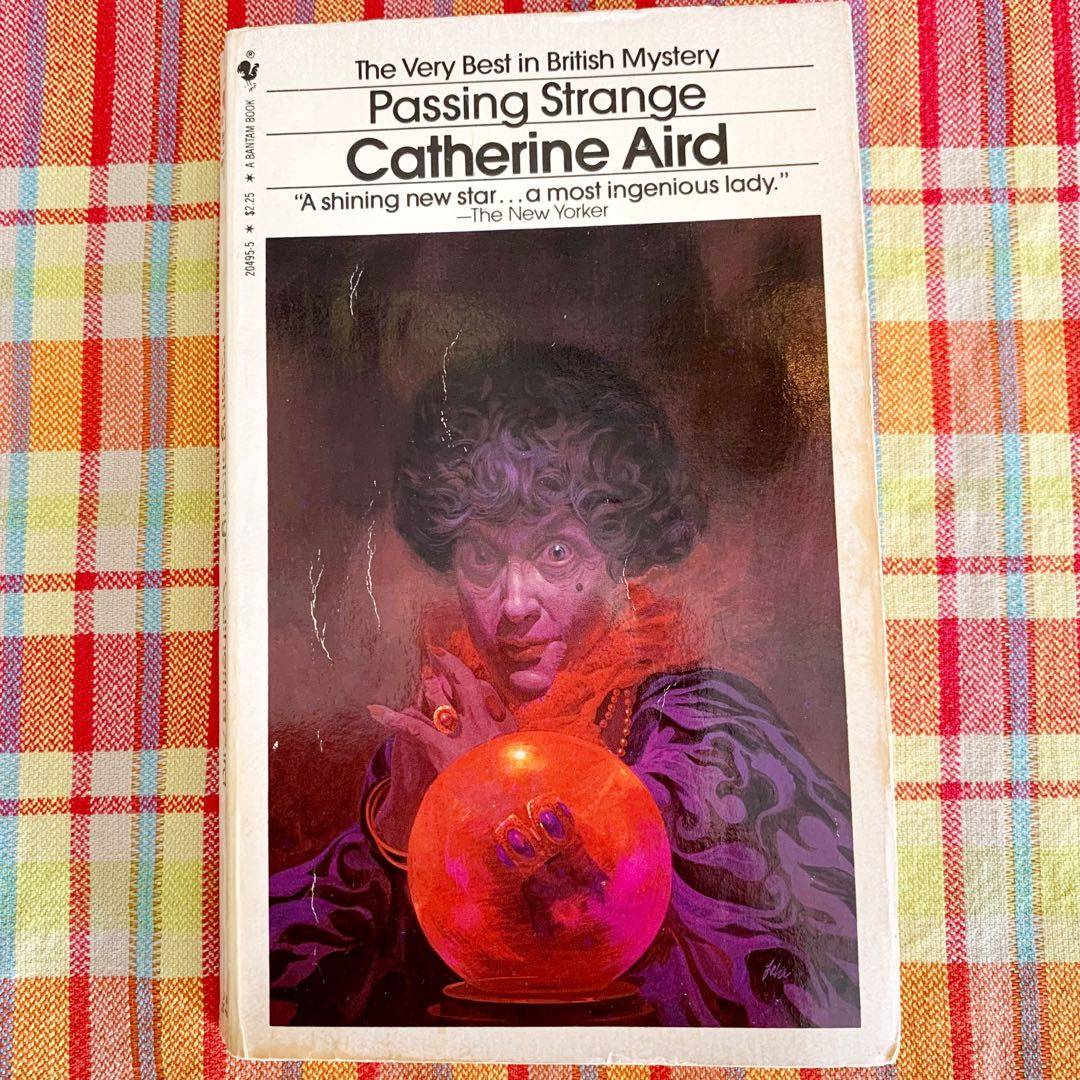 The Very Best in British Mystery
Passing Strange
Catherine Aird
“A shining new star...a most ingenious lady.”
—The New Yorker
20495-5 * $2.25 * A BANTAM BOOK ®